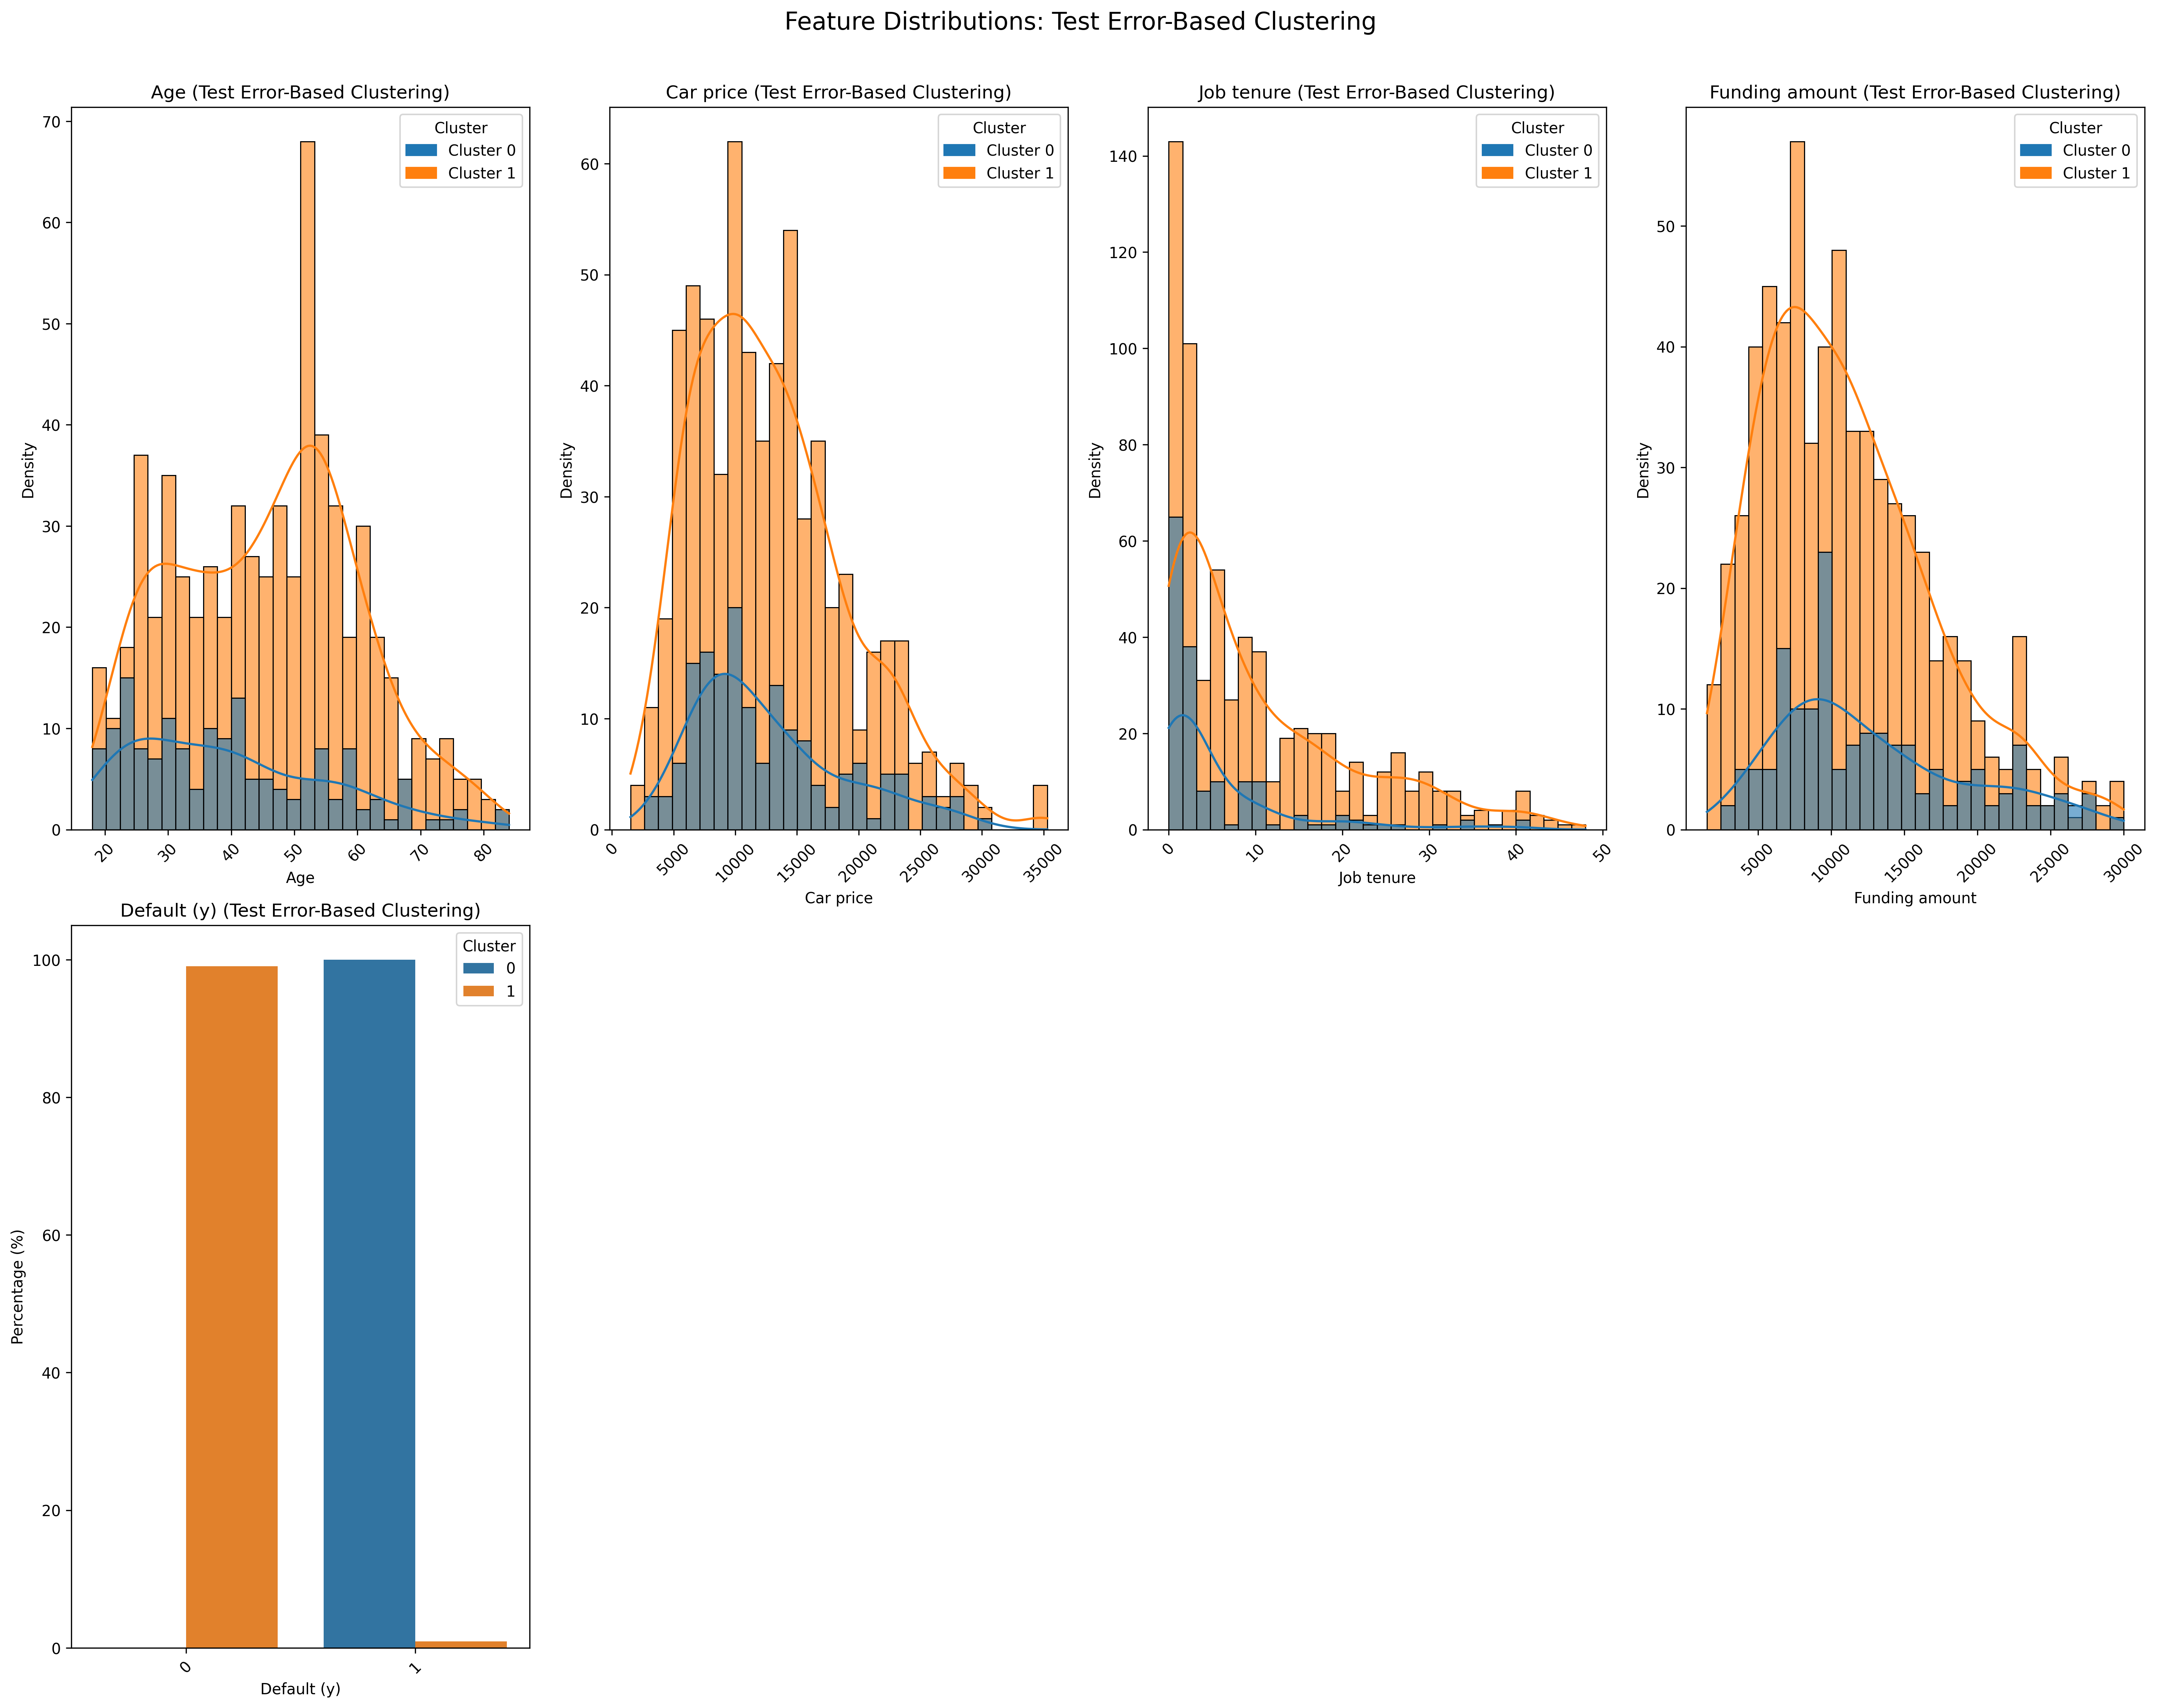 Feature Distributions: Test Error-Based Clustering
Age (Test Error-Based Clustering)
Cluster
Cluster 0
Cluster 1
Density
70
60
50
40
30
20
10
0
20
30
40
50
60
70
80
Age
Car price (Test Error-Based Clustering)
Cluster
Cluster 0
Cluster 1
Density
60
50
40
30
20
10
0
0
5000
10000
15000
20000
25000
30000
35000
Car price
Job tenure (Test Error-Based Clustering)
Cluster
Cluster 0
Cluster 1
Density
140
120
100
80
60
40
20
0
0
10
20
30
40
50
Job tenure
Funding amount (Test Error-Based Clustering)
Cluster
Cluster 0
Cluster 1
Density
50
40
30
20
10
0
5000
10000
15000
20000
25000
30000
Funding amount
Default (y) (Test Error-Based Clustering)
Cluster
0
1
Percentage (%)
100
80
60
40
20
0
0
1
Default (y)